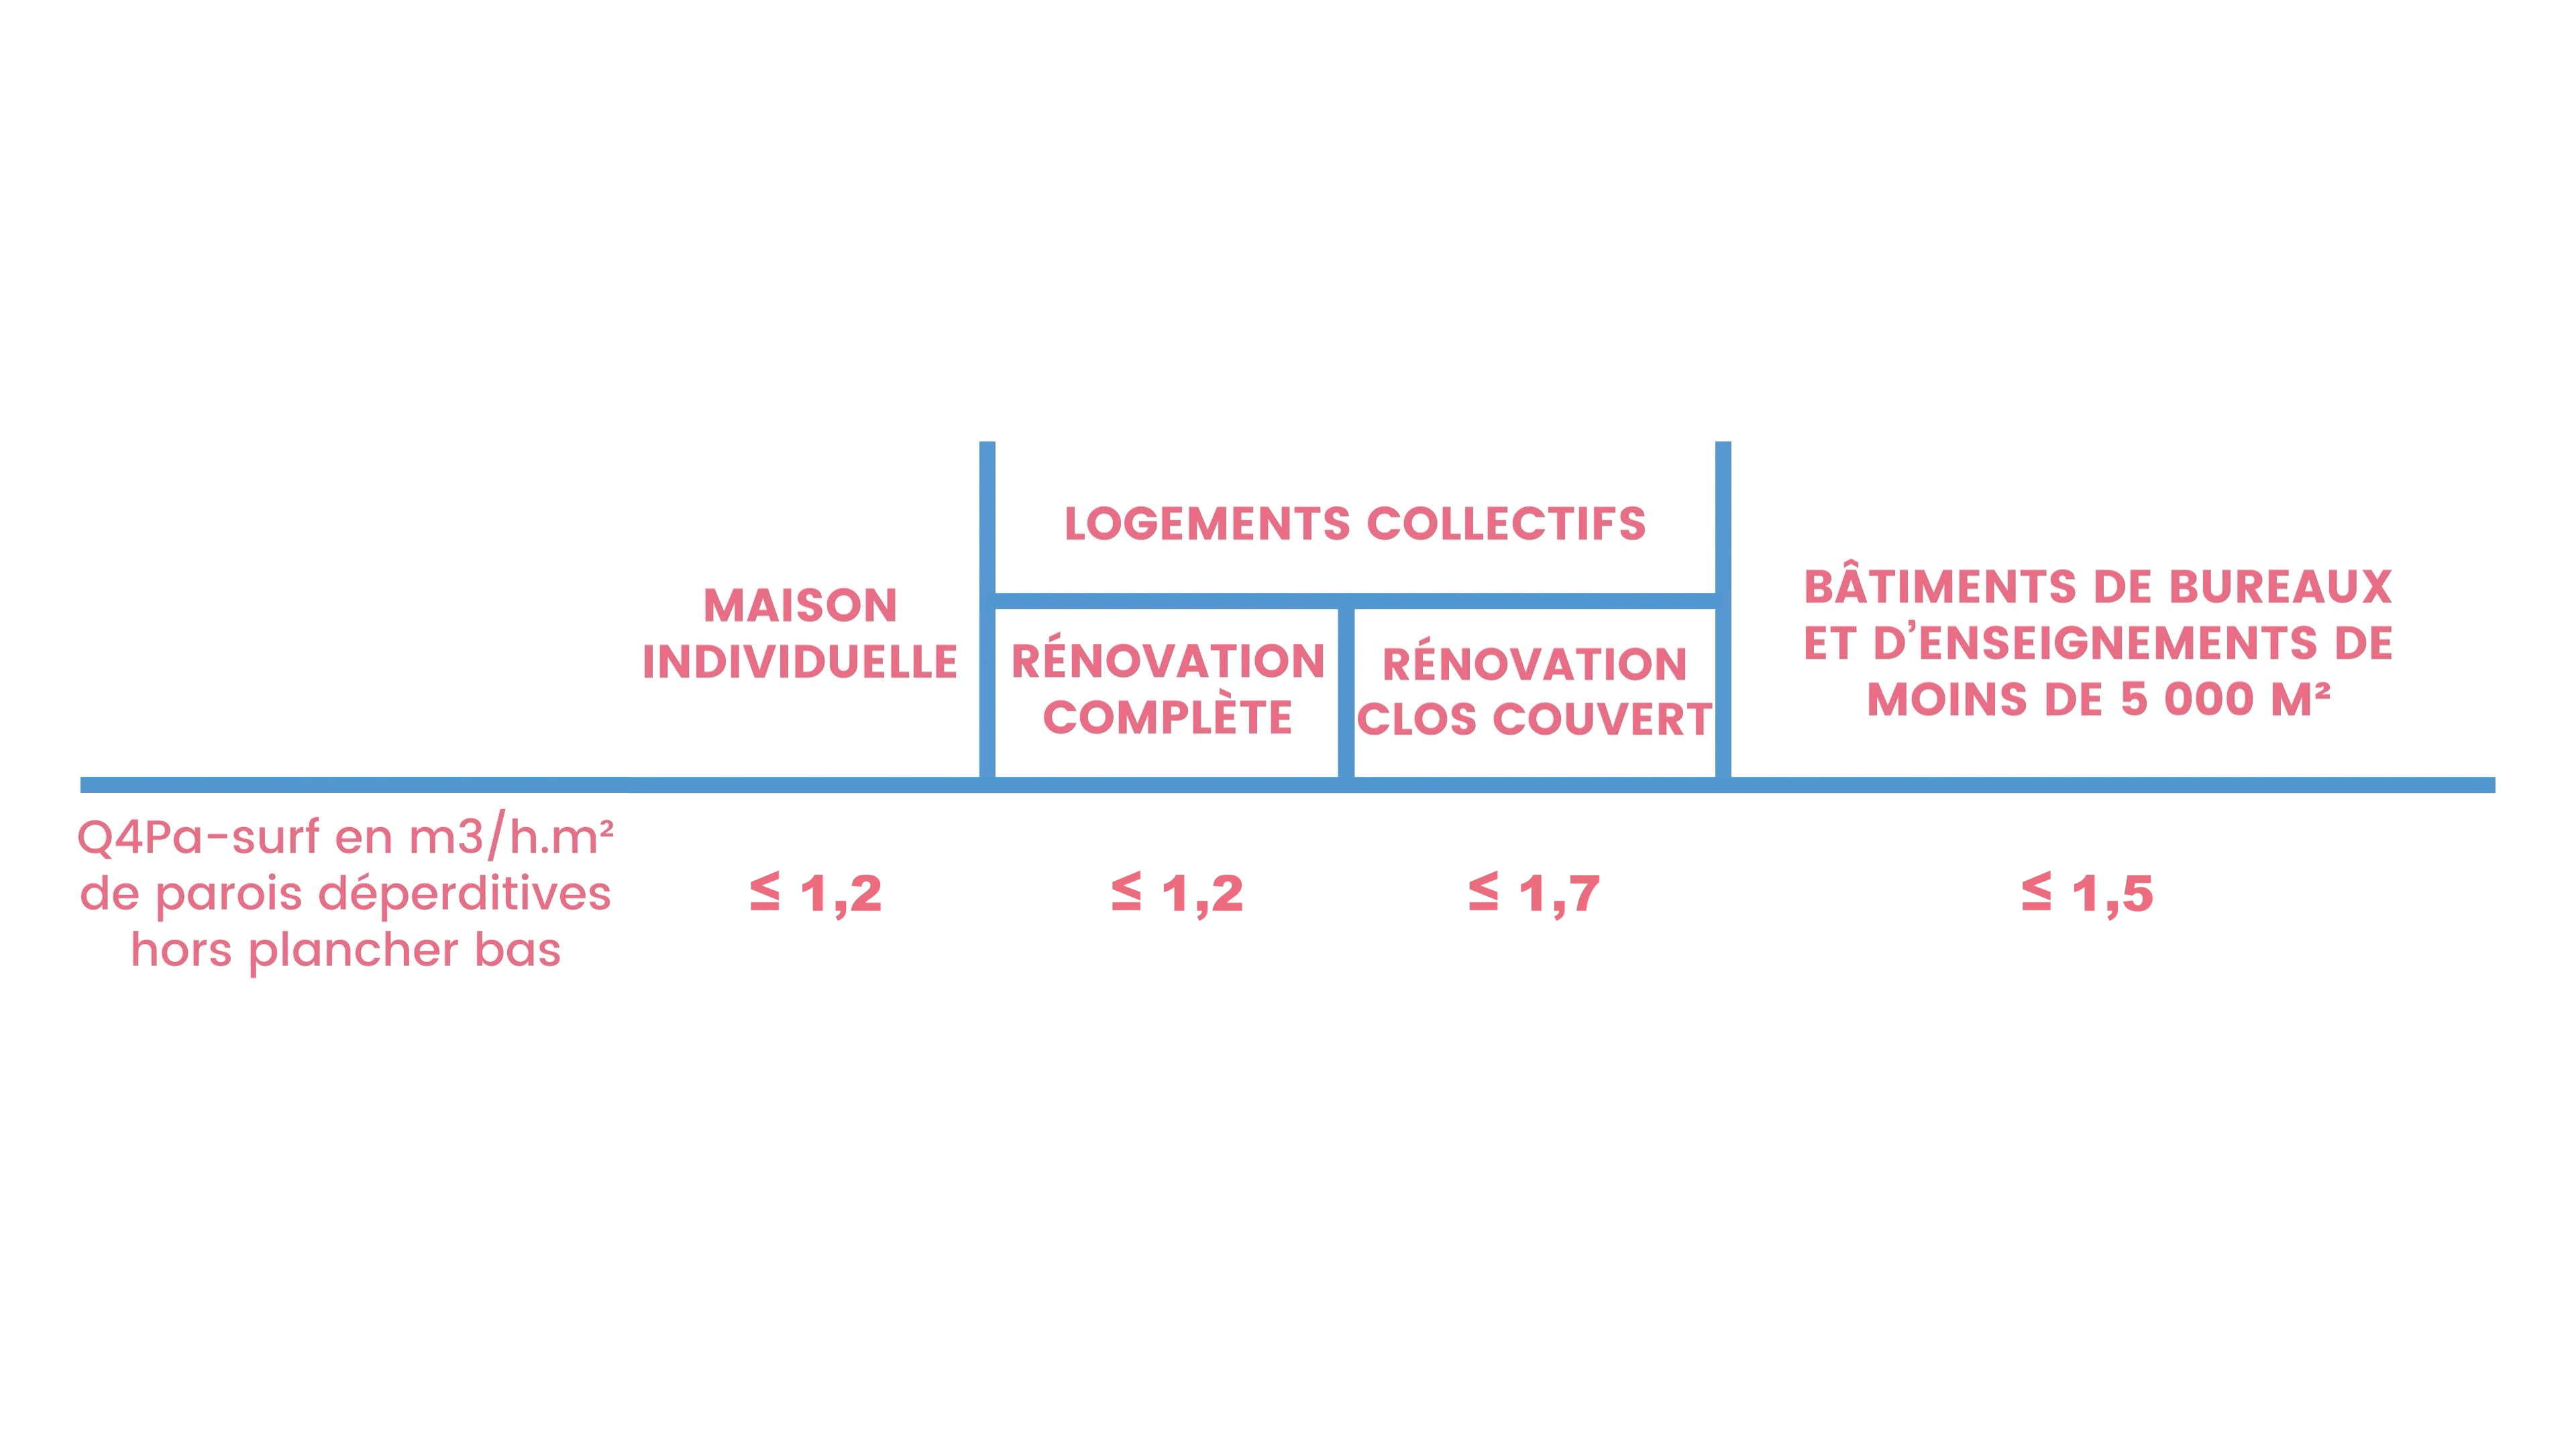 LOGEMENTS COLLECTIFS
MAISON
INDIVIDUELLE
RÉNOVATION
COMPLÈTE
RÉNOVATION
CLOS COUVERT
BÂTIMENTS DE BUREAUX
ET D’ENSEIGNEMENTS DE
MOINS DE 5 000 M²
Q4Pa-surf en m3/h.m²
de parois déperditives
hors plancher bas
≤ 1,2
≤ 1,2
≤ 1,7
≤ 1,5